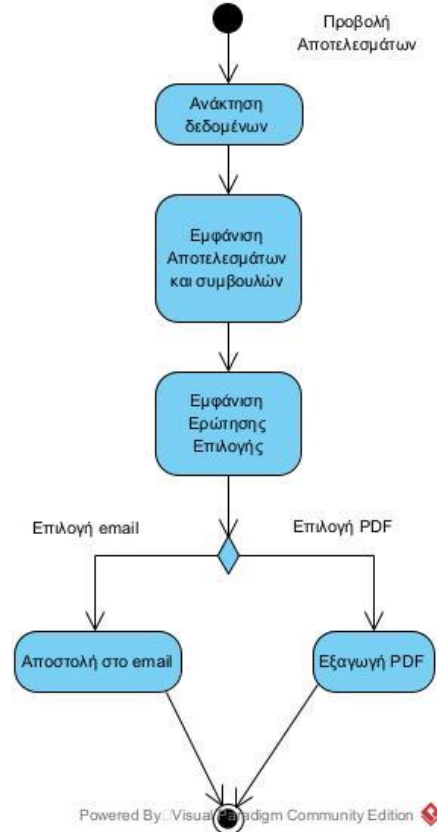 Προβολή
Αποτελεσμάτων
Ανάκτηση
δεδομένων
Εμφάνιση
Αποτελεσμάτων
και συμβουλών
Εμφάνιση
Ερώτησης
Επιλογής
Επιλογή email
Επιλογή PDF
Αποστολή στο email
Εξαγωγή PDF
Powered By Visual Paradigm Community Edition